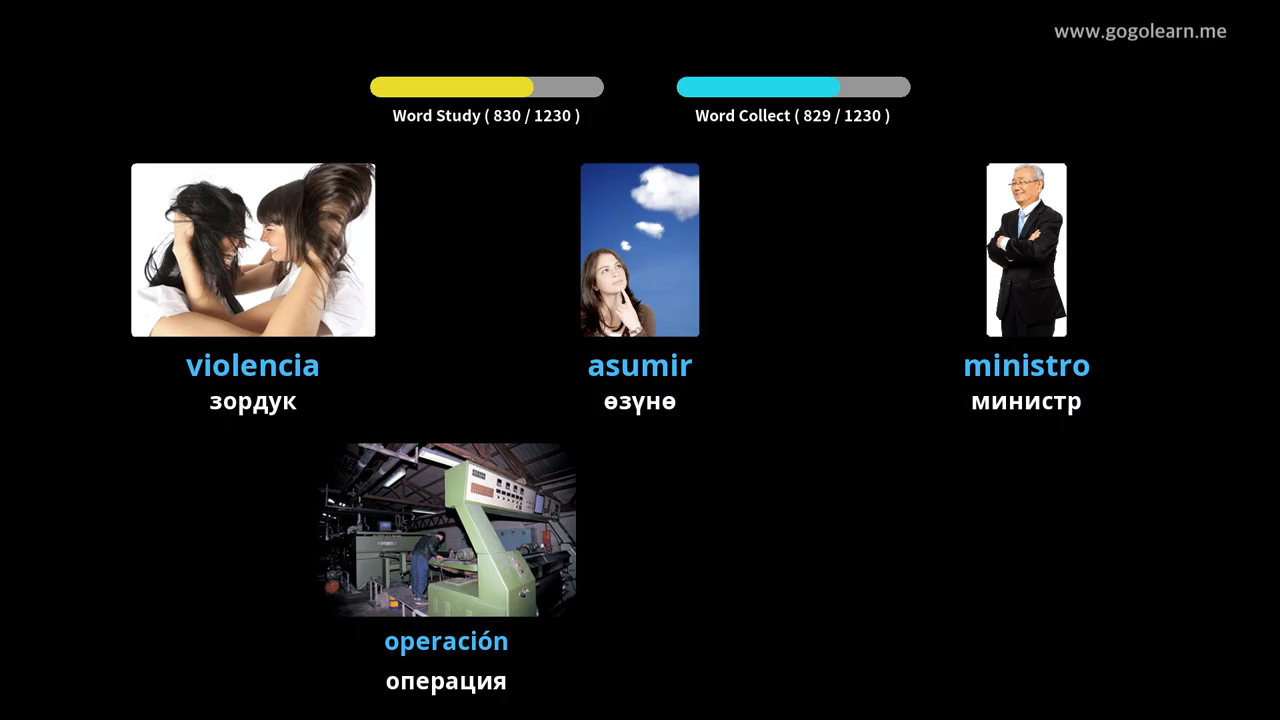 www.gogolearn.me
Word Study ( 830 / 1230 )
Word Collect ( 829 / 1230 )
violencia
зордук
asumir
өзүнө
ministro
министр
operación
операция